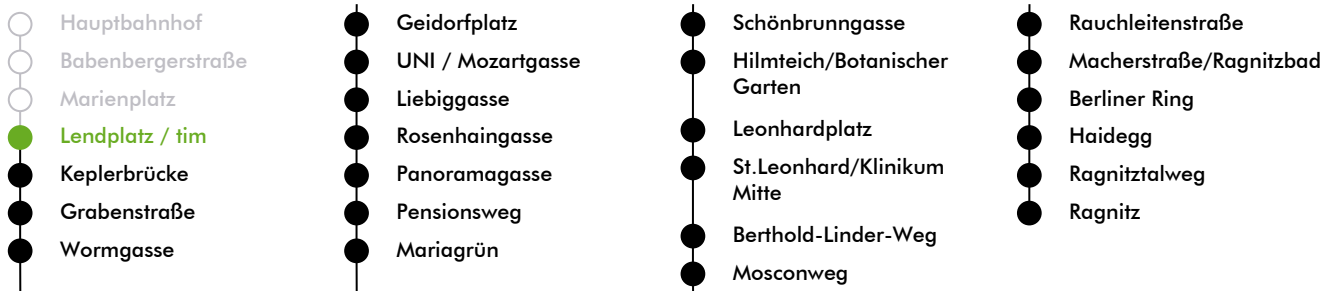 Hauptbahnhof
Babenbergerstraße
Marienplatz
Lendplatz / tim
Keplerbrücke
Grabenstraße
Wormgasse
Geidorfplatz
UNI / Mozartgasse
Liebiggasse
Rosenhaingasse
Panoramagasse
Pensionsweg
Mariagrün
Schönbrunngasse
Hilmteich/Botanischer
Garten
Leonhardplatz
St.Leonhard/Klinikum
Mitte
Berthold-Linder-Weg
Mosconweg
Rauchleitenstraße
Macherstraße/Ragnitzbad
Berliner Ring
Haidegg
Ragnitztalweg
Ragnitz